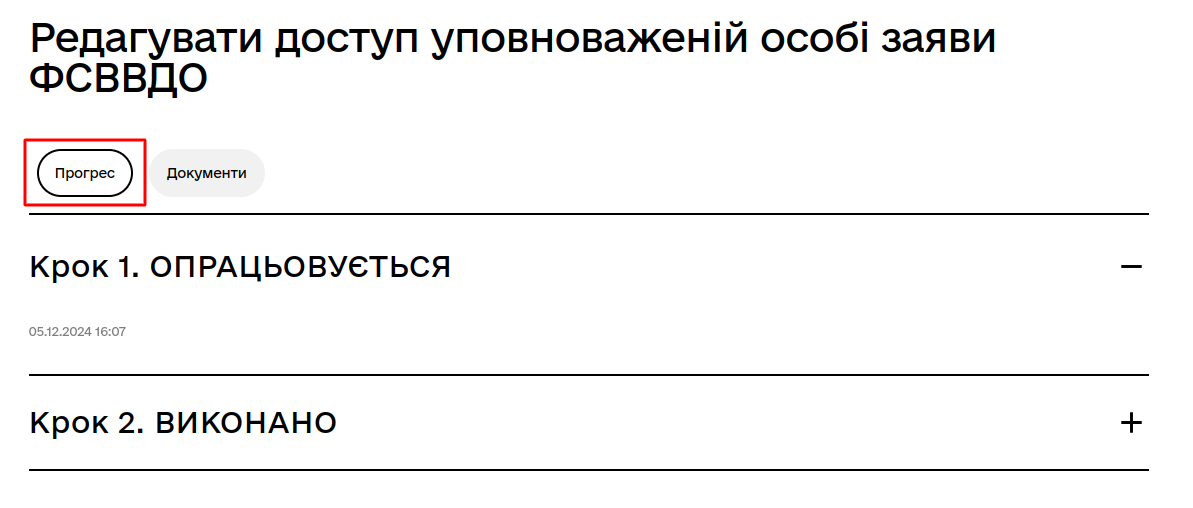 Редагувати доступ уповноваженій особі заяви
ФСВВДО
Прогрес
Документи
Крок 1. ОПРАЦЬОВУЄТЬСЯ
05.12.2024 16:07
Крок 2. ВИКОНАНО